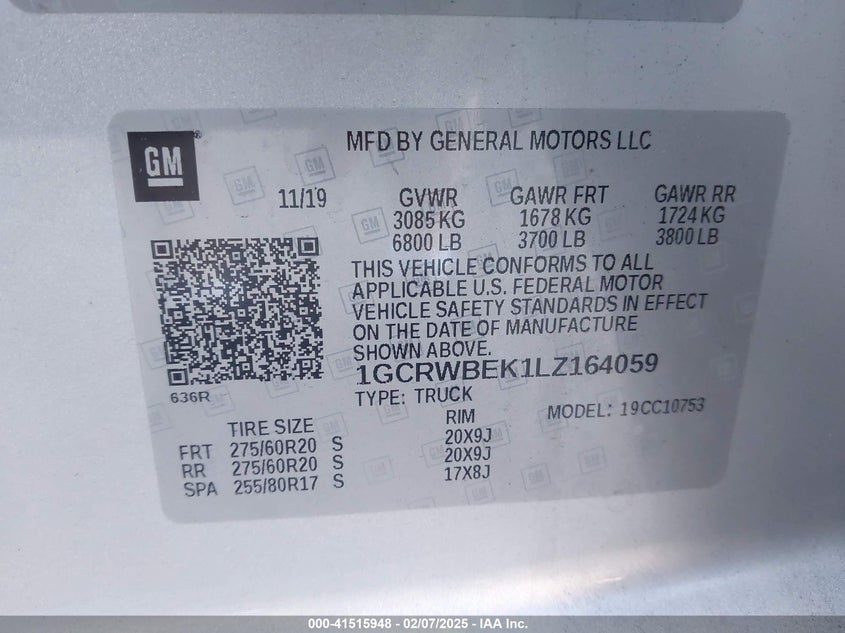 GM
MFD BY GENERAL MOTORS LLC
11/19 GVWR GAWR FRT GAWR RR
3085 KG 1678 KG 1724 KG
6800 LB 3700 LB 3800 LB
THIS VEHICLE CONFORMS TO ALL
APPLICABLE U.S. FEDERAL MOTOR
VEHICLE SAFETY STANDARDS IN EFFECT
ON THE DATE OF MANUFACTURE
SHOWN ABOVE.
1GCRWBEK1LZ164059
636R
TYPE: TRUCK
MODEL: 19CC10753
TIRE SIZE RIM
FRT 275/60R20 S 20X9J
RR 275/60R20 S 20X9J
SPA 255/80R17 S 17X8J
000-41515948 - 02/07/2025 - IAA Inc.